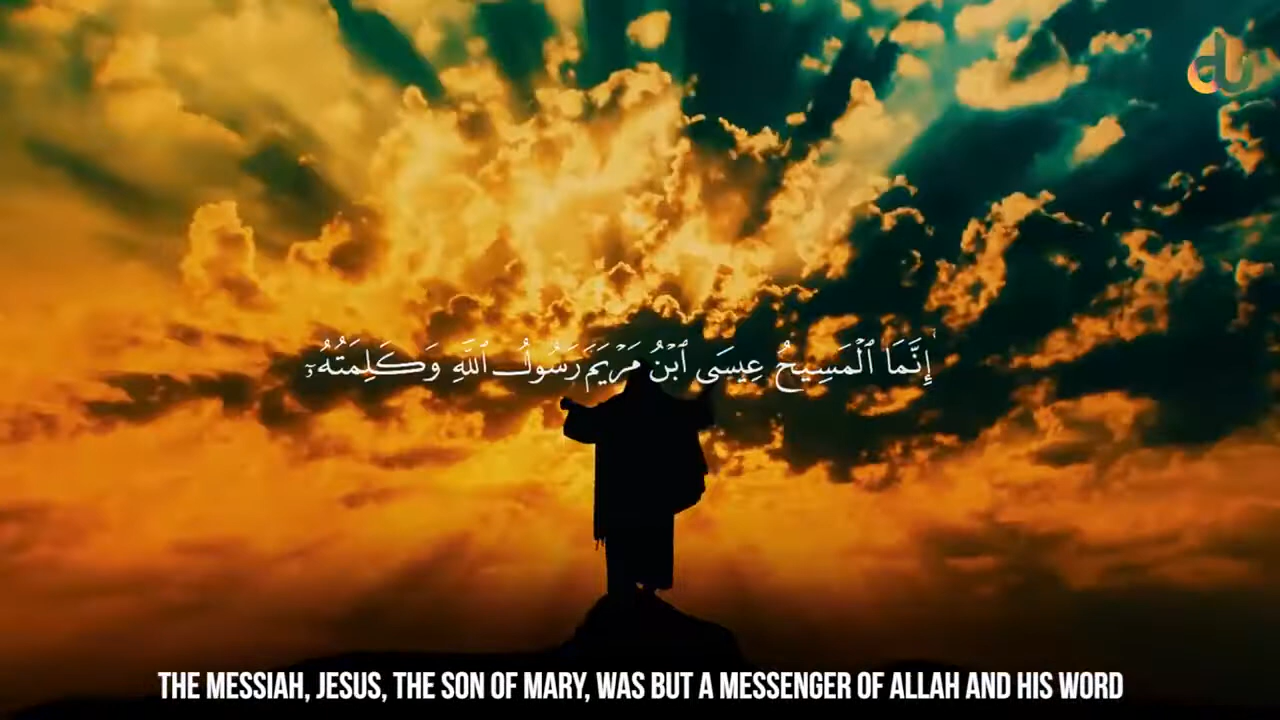 إِنَّمَا ٱلْمَسِيحُ عِيسَى ٱبْنُ مَرْيَمَ رَسُولُ ٱللَّهِ وَكَلِمَتُهُۥٓ
THE MESSIAH, JESUS, THE SON OF MARY, WAS BUT A MESSENGER OF ALLAH AND HIS WORD